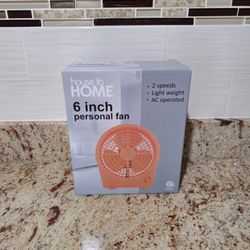 house to
HOME
6 inch
personal fan
• 2 speeds
• Light weight
• AC operated